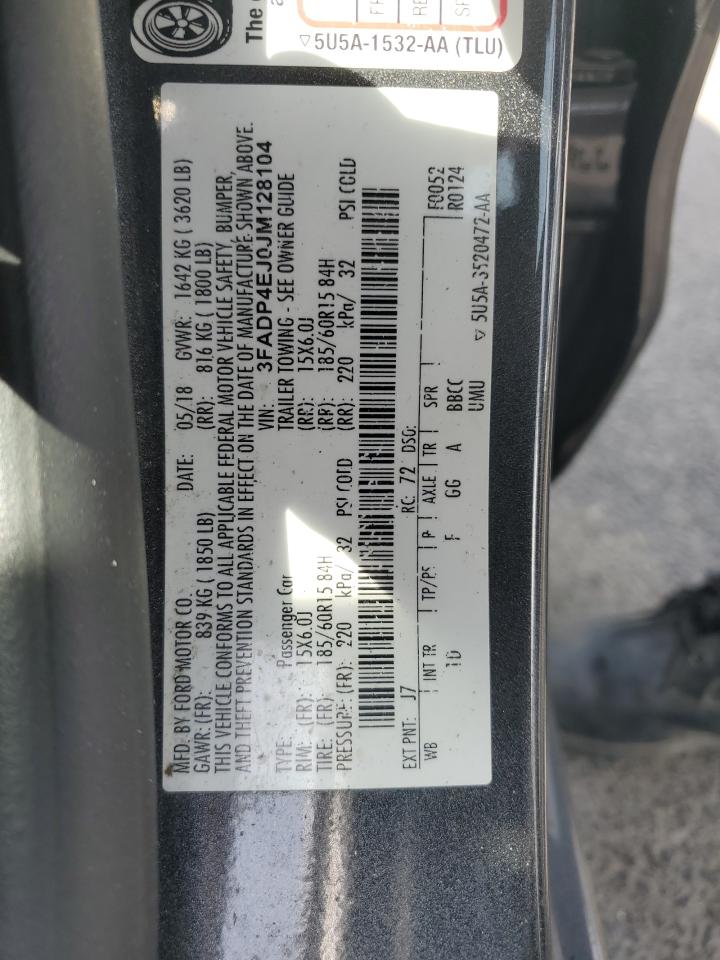 The
5U5A-1532-AA (TLU)
MFD. BY FORD MOTOR CO. DATE: 05/18 GVWR: 1642 KG ( 3620 LB)
GAWR: (FR): 839 KG ( 1850 LB) (RR): 816 KG ( 1800 LB)
THIS VEHICLE CONFORMS TO ALL APPLICABLE FEDERAL MOTOR VEHICLE SAFETY, BUMPER,
AND THEFT PREVENTION STANDARDS IN EFFECT ON THE DATE OF MANUFACTURE SHOWN ABOVE.
VIN: 3FADP4EJ0JM128104
TYPE: Passenger Car TRAILER TOWING - SEE OWNER GUIDE
RIM: (FR): 15X6.0J (RR): 15X6.0J
TIRE: (FR) 185/60R15 84H (RR): 185/60R15 84H
PRESSURE: (FR): 220 kPa/ 32 PSI COLD (RR): 220 kPa/ 32 PSI COLD
EXT PNT: J7 RC: 72 DSO: F0052
WB INT TR TP/PS R AXLE TR SPR R0124
1D F GG A BBCC
UMU 5U5A-3520472-AA